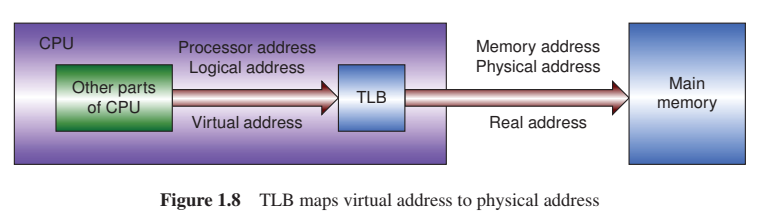 CPU
Processor address
Logical address
Other parts
of CPU
Virtual address
TLB
Memory address
Physical address
Real address
Main
memory
Figure 1.8 TLB maps virtual address to physical address